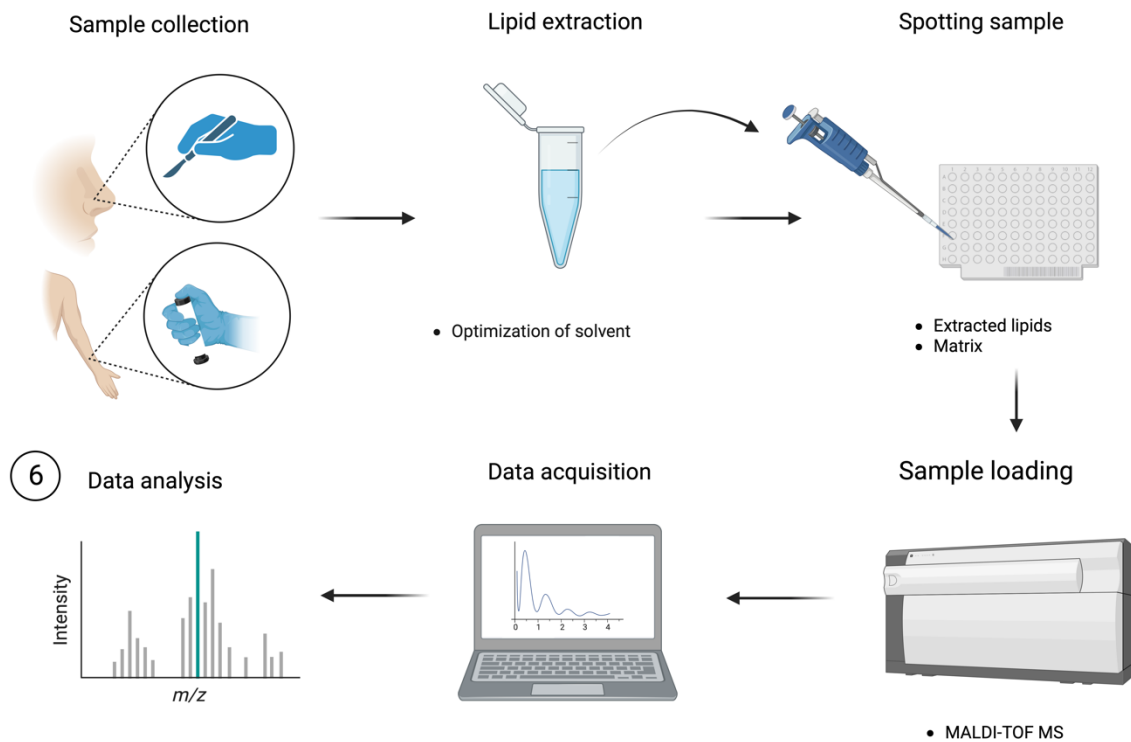 Sample collection
Lipid extraction
Spotting sample
• Optimization of solvent
• Extracted lipids
• Matrix
6
Data analysis
Data acquisition
Sample loading
Intensity
m/z
0 1 2 3 4
• MALDI-TOF MS